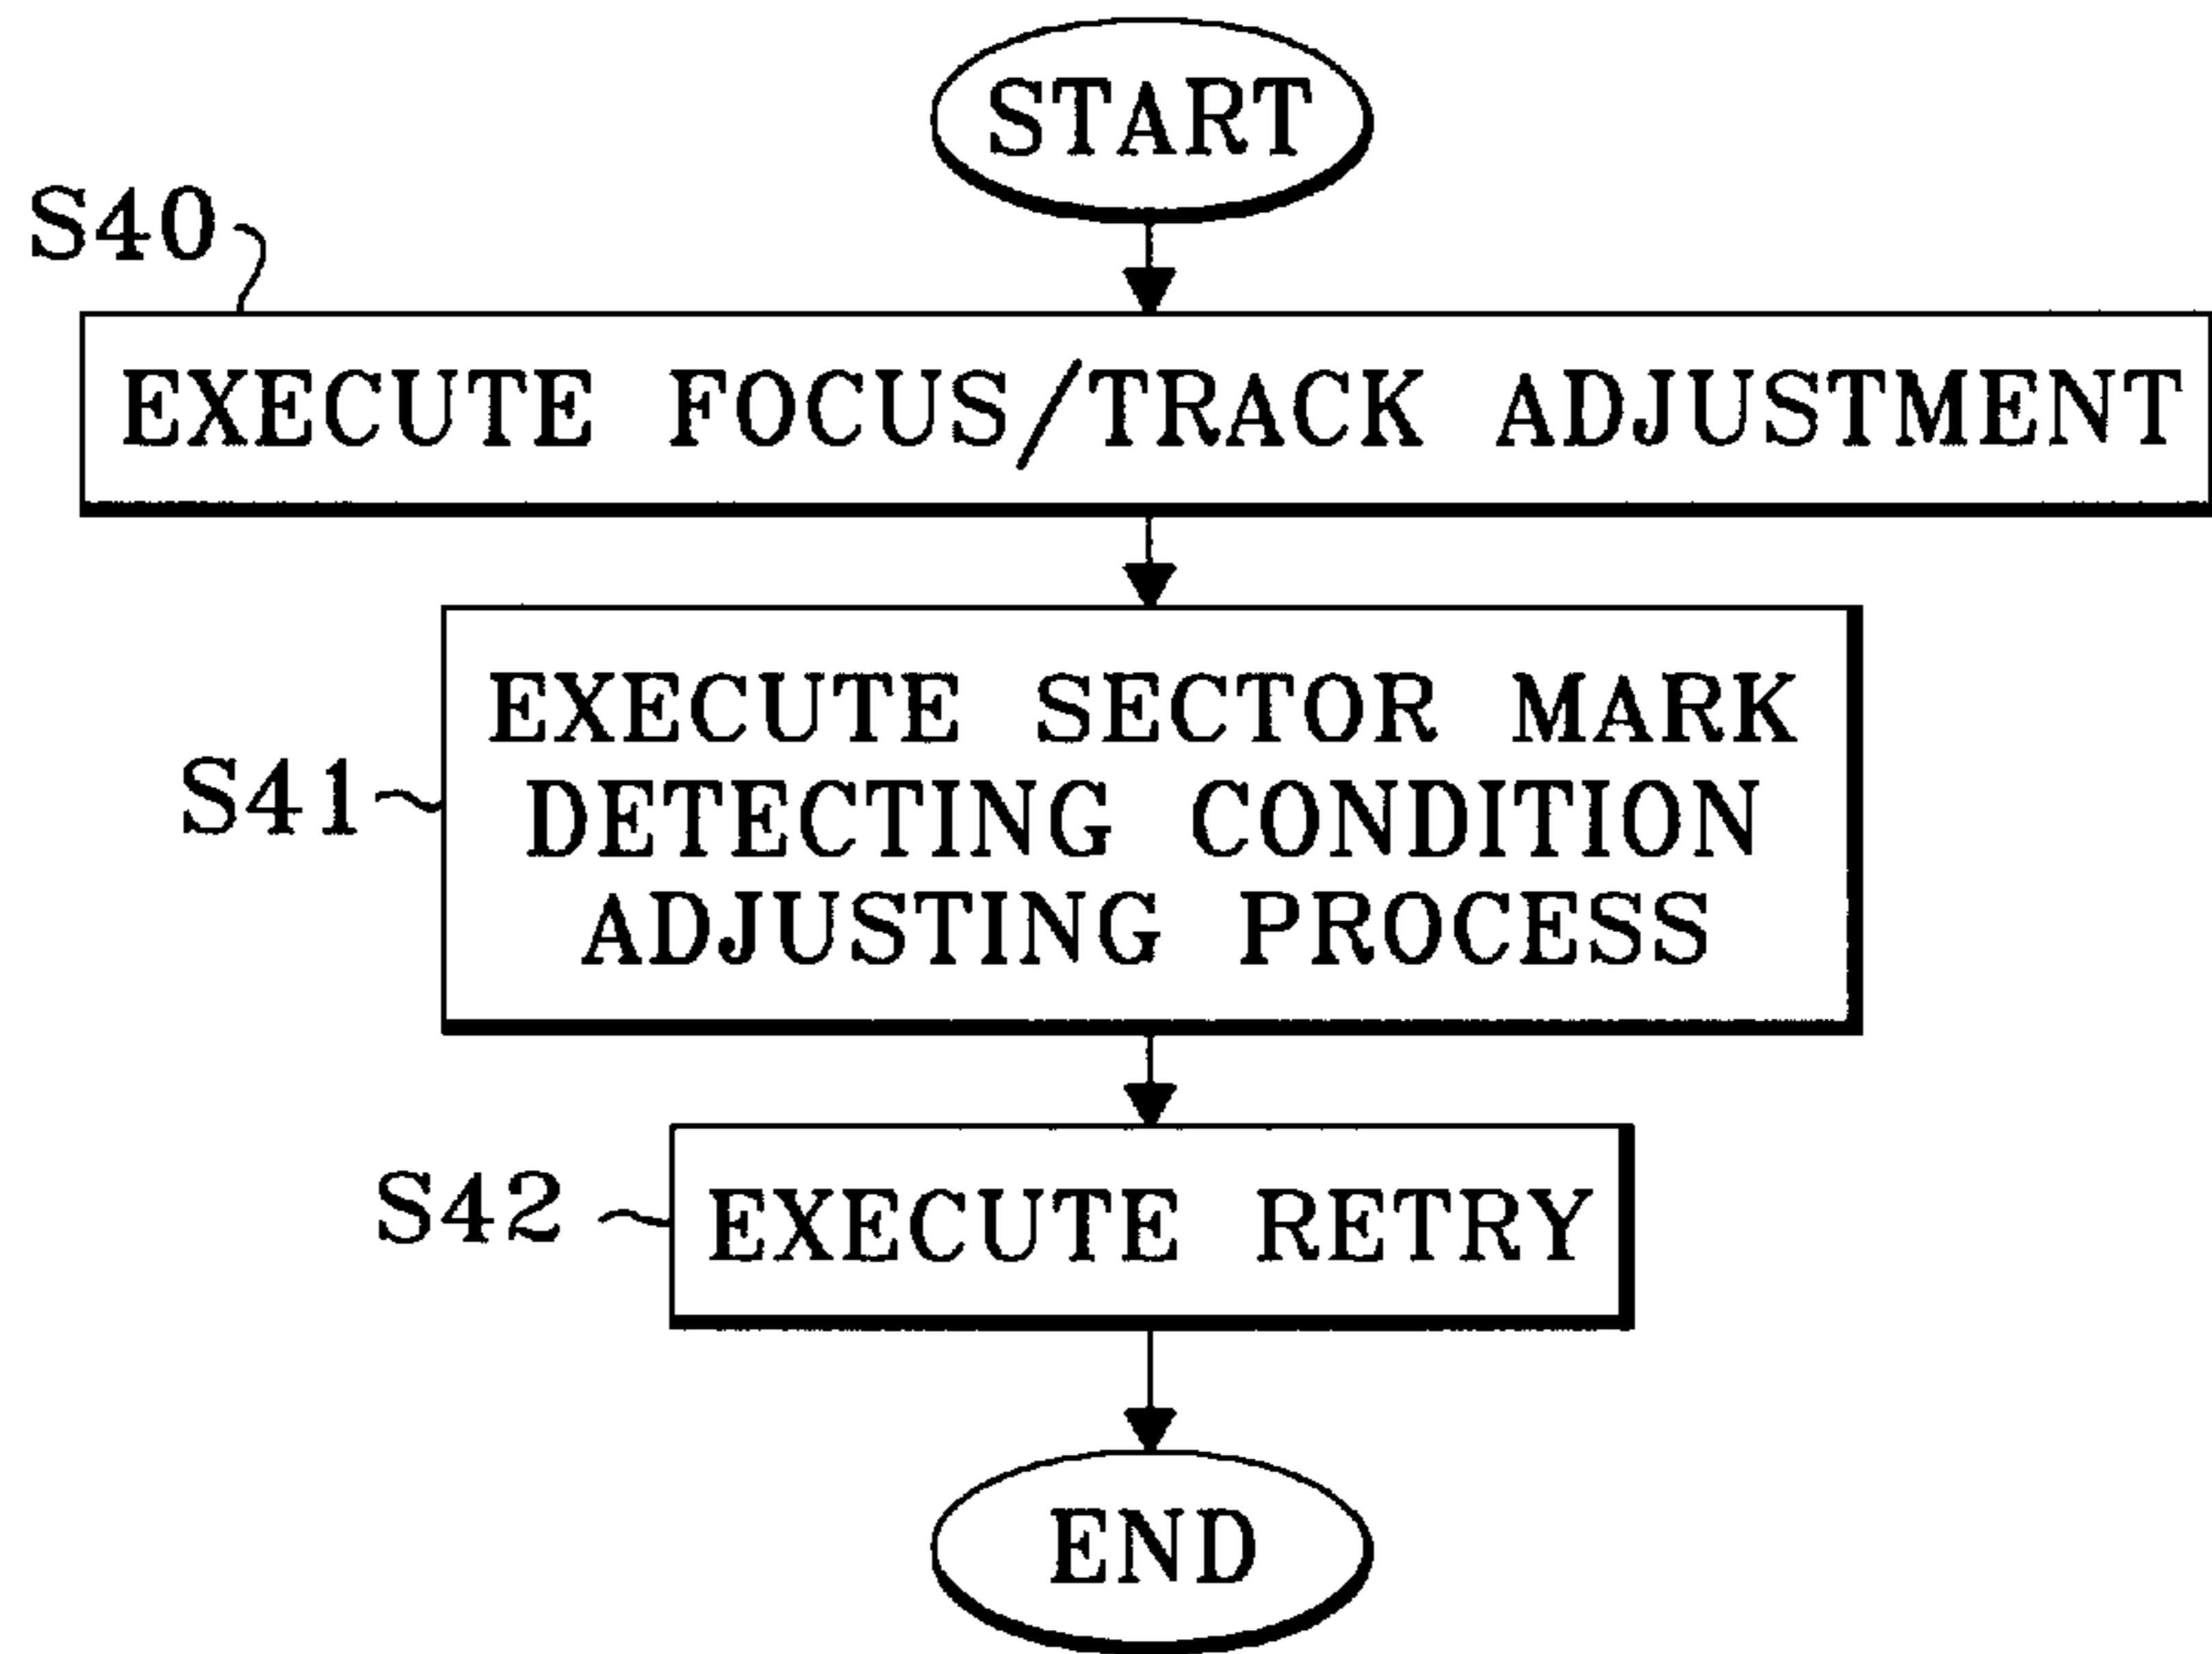 START
S40
EXECUTE FOCUS/TRACK ADJUSTMENT
EXECUTE SECTOR MARK
S41
DETECTING CONDITION
ADJUSTING PROCESS
S42
EXECUTE RETRY
END